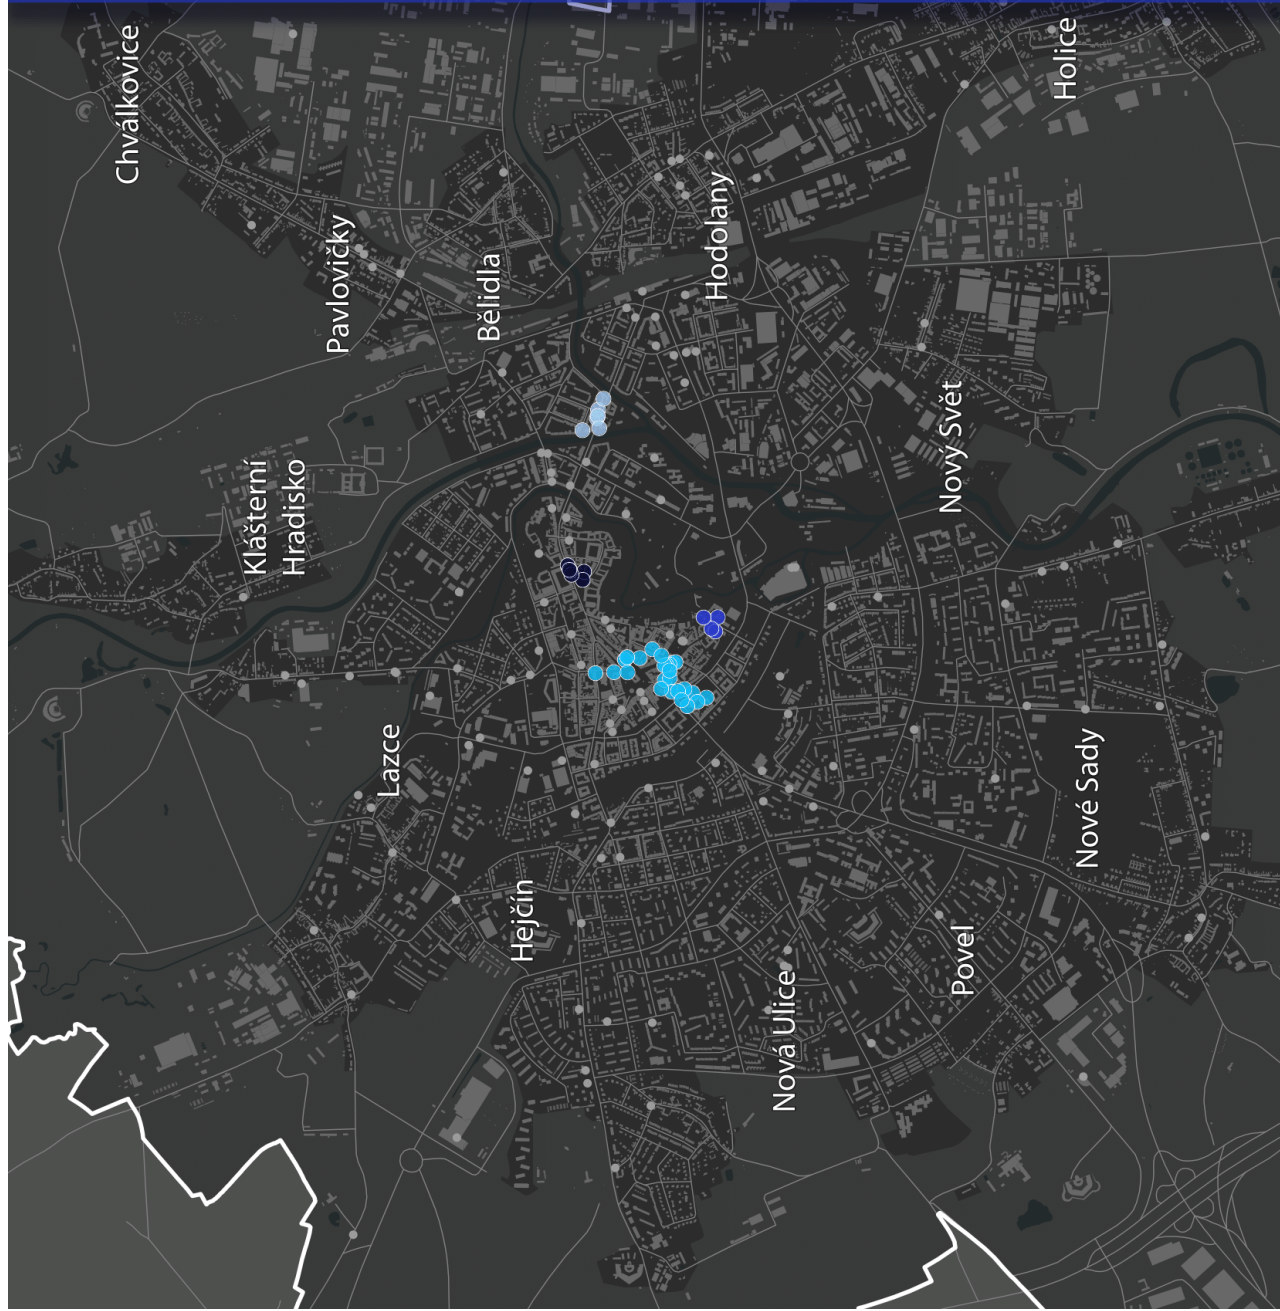 Chválkovice
Pavlovičky
Bělidla
Hodolany
Holice
Klášterní
Hradisko
Nový Svět
Lazce
Hejčín
Nová Ulice
Povel
Nové Sady